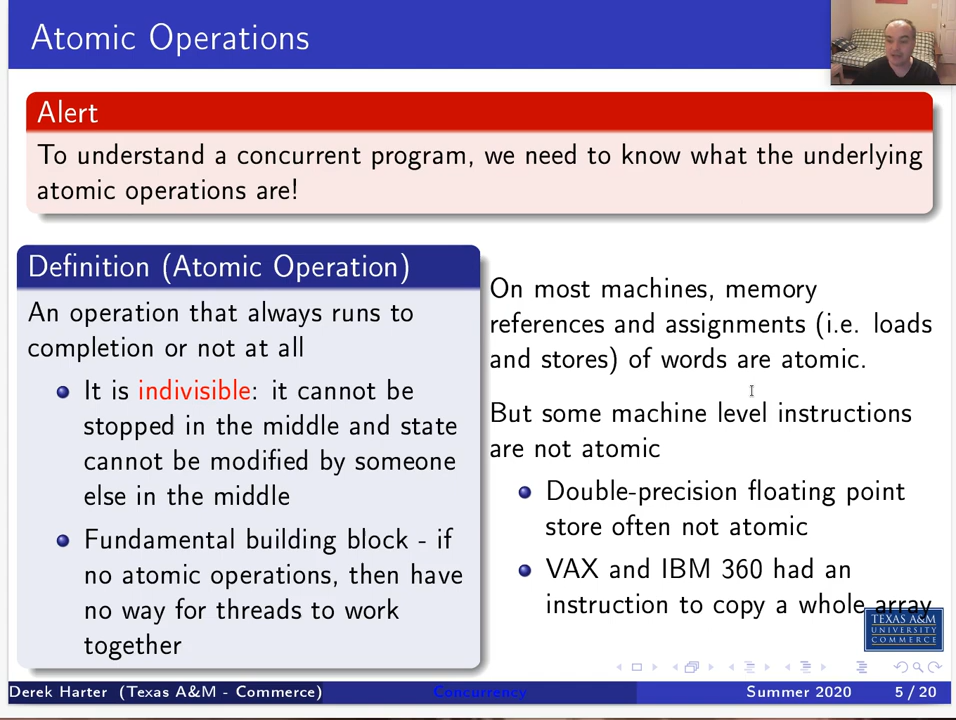 Atomic Operations
Alert
To understand a concurrent program, we need to know what the underlying
atomic operations are!
Definition (Atomic Operation)
An operation that always runs to
completion or not at all
It is indivisible: it cannot be
stopped in the middle and state
cannot be modified by someone
else in the middle
Fundamental building block - if
no atomic operations, then have
no way for threads to work
together
On most machines, memory
references and assignments (i.e. loads
and stores) of words are atomic.
But some machine level instructions
are not atomic
Double-precision floating point
store often not atomic
VAX and IBM 360 had an
instruction to copy a whole array
TEXAS A&M
UNIVERSITY
COMMERCE
Derek Harter (Texas A&M - Commerce)
Concurrency
Summer 2020
5 / 20